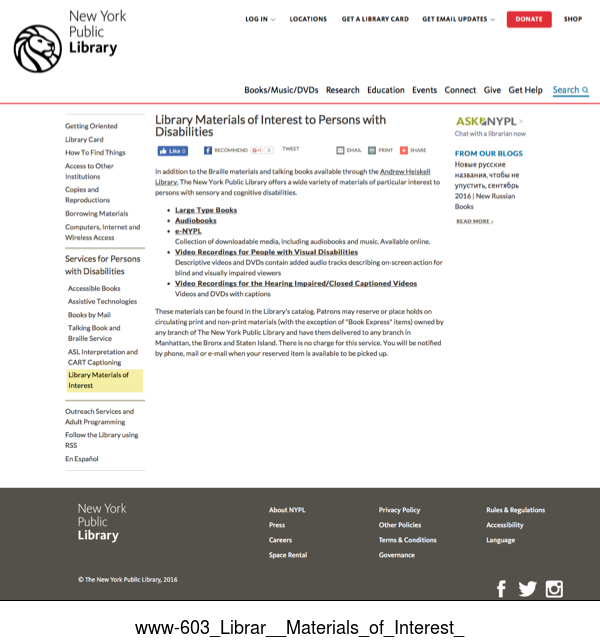 New York
Public
Library
LOG IN
LOCATIONS
GET A LIBRARY CARD
GET EMAIL UPDATES
DONATE
SHOP
Books/Music/DVDs Research Education Events Connect Give Get Help Search
Getting Oriented
Library Card
How To Find Things
Access to Other
Institutions
Copies and
Reproductions
Borrowing Materials
Computers, Internet and
Wireless Access
Services for Persons
with Disabilities
Accessible Books
Assistive Technologies
Books by Mail
Talking Book and
Braille Service
ASL Interpretation and
CART Captioning
Library Materials of
Interest
Outreach Services and
Adult Programming
Follow the Library using
RSS
En Español
Library Materials of Interest to Persons with
Disabilities
Like 0
RECOMMEND
G+1 0
TWEET
EMAIL
PRINT
SHARE
In addition to the Braille materials and talking books available through the Andrew Heiskell
Library, The New York Public Library offers a wide variety of materials of particular interest to
persons with sensory and cognitive disabilities.
• Large Type Books
• Audiobooks
• e-NYPL
Collection of downloadable media, including audiobooks and music. Available online.
• Video Recordings for People with Visual Disabilities
Descriptive videos and DVDs contain added audio tracks describing on-screen action for
blind and visually impaired viewers
• Video Recordings for the Hearing Impaired/Closed Captioned Videos
Videos and DVDs with captions
These materials can be found in the Library's catalog. Patrons may reserve or place holds on
circulating print and non-print materials (with the exception of "Book Express" items) owned by
any branch of The New York Public Library and have them delivered to any branch in
Manhattan, the Bronx and Staten Island. There is no charge for this service. You will be notified
by phone, mail or e-mail when your reserved item is available to be picked up.
ASK NYPL >
Chat with a librarian now
FROM OUR BLOGS
Новые русские
названия, чтобы не
упустить, сентябрь
2016 | New Russian
Books
READ MORE ›
New York
Public
Library
About NYPL
Press
Careers
Space Rental
Privacy Policy
Other Policies
Terms & Conditions
Governance
Rules & Regulations
Accessibility
Language
© The New York Public Library, 2016
www-603_Librar__Materials_of_Interest_